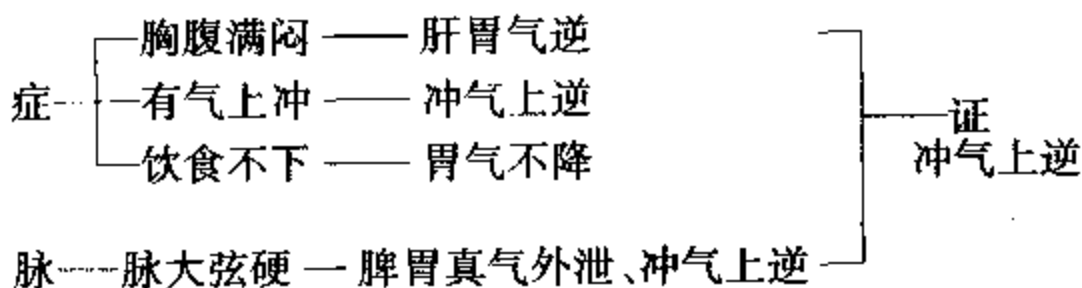 胸腹满闷 肝胃气逆
症 有气上冲 冲气上逆 证
饮食不下 胃气不降 冲气上逆
脉 脉大弦硬 脾胃真气外泄、冲气上逆